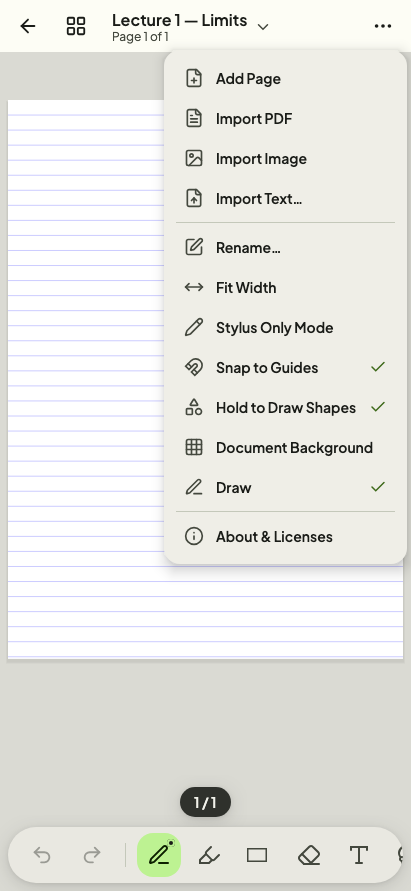 Lecture 1 — Limits
Page 1 of 1
Add Page
Import PDF
Import Image
Import Text...
Rename...
Fit Width
Stylus Only Mode
Snap to Guides
Hold to Draw Shapes
Document Background
Draw
About & Licenses
1 / 1